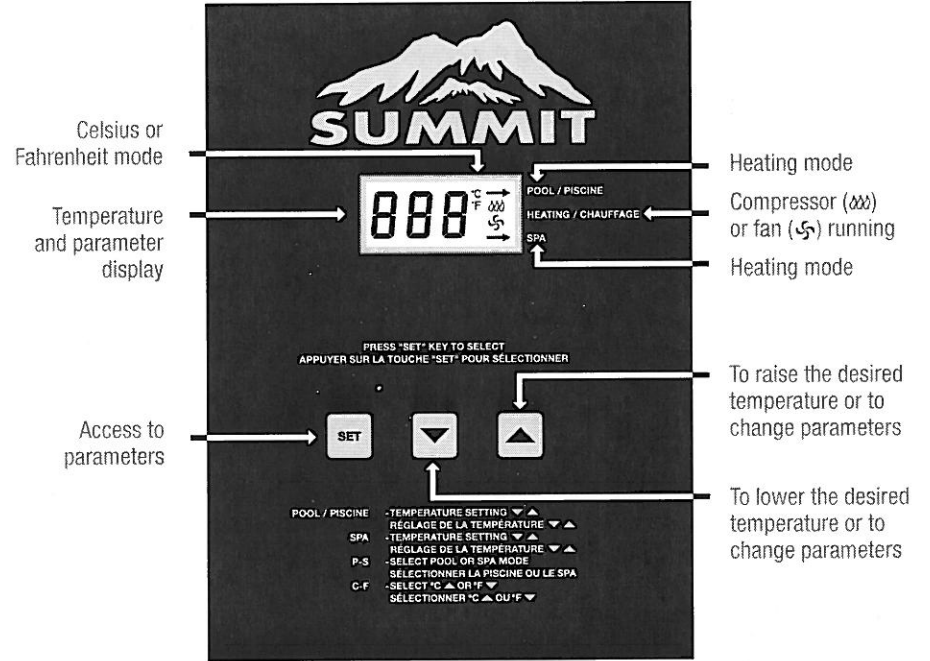 SUMMIT
Celsius or
Fahrenheit mode
Temperature
and parameter
display
888
°C
°F
POOL / PISCINE
HEATING / CHAUFFAGE
SPA
Heating mode
Compressor ( )
or fan ( ) running
Heating mode
PRESS "SET" KEY TO SELECT
APPUYER SUR LA TOUCHE "SET" POUR SÉLECTIONNER
Access to
parameters
SET
▼
▲
To raise the desired
temperature or to
change parameters
To lower the desired
temperature or to
change parameters
POOL / PISCINE -TEMPERATURE SETTING ▼ ▲
RÉGLAGE DE LA TEMPÉRATURE ▼ ▲
SPA -TEMPERATURE SETTING ▼ ▲
RÉGLAGE DE LA TEMPÉRATURE ▼ ▲
P-S -SELECT POOL OR SPA MODE
SÉLECTIONNER LA PISCINE OU LE SPA
C-F -SELECT °C ▲ OR °F ▼
SÉLECTIONNER °C ▲ OU °F ▼